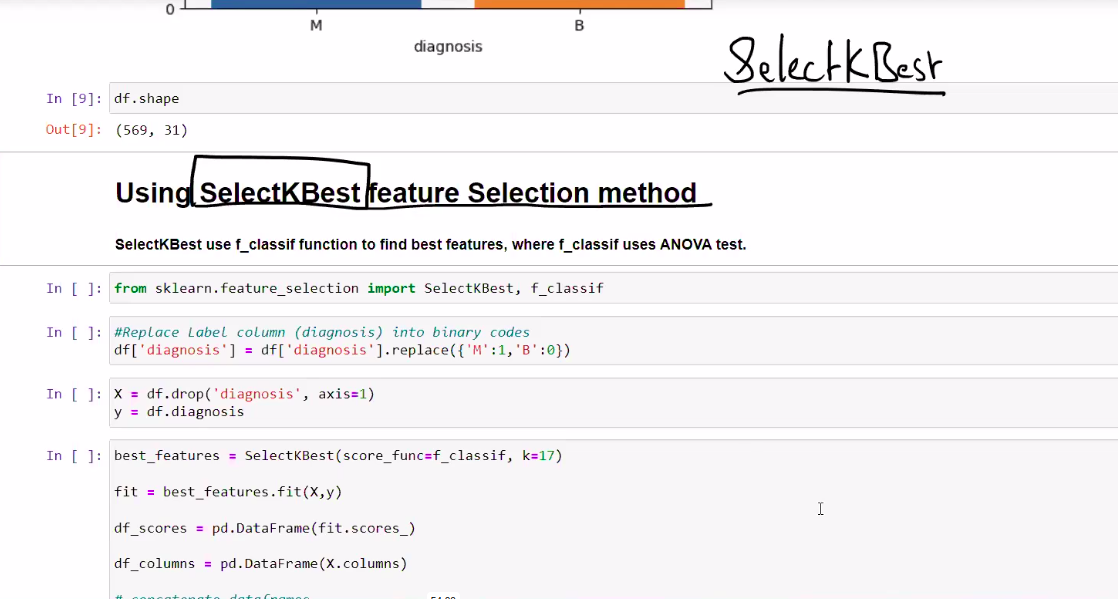 0
M B
diagnosis
SelectKBest
In [9]: df.shape
Out[9]: (569, 31)
Using SelectKBest feature Selection method
SelectKBest use f_classif function to find best features, where f_classif uses ANOVA test.
In [ ]: from sklearn.feature_selection import SelectKBest, f_classif
In [ ]: #Replace Label column (diagnosis) into binary codes
df['diagnosis'] = df['diagnosis'].replace({'M':1,'B':0})
In [ ]: X = df.drop('diagnosis', axis=1)
y = df.diagnosis
In [ ]: best_features = SelectKBest(score_func=f_classif, k=17)
fit = best_features.fit(X,y)
df_scores = pd.DataFrame(fit.scores_)
df_columns = pd.DataFrame(X.columns)
# concatenate dataframes